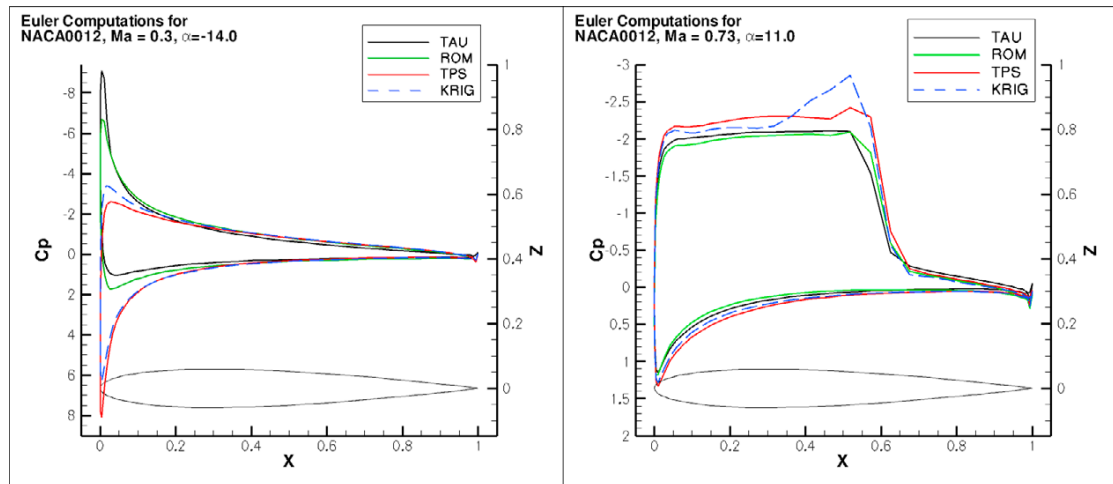 Euler Computations for
NACA0012, Ma = 0.3, α=-14.0
TAU
ROM
TPS
KRIG
-8
-6
-4
-2
0
2
4
6
8
Cp
1
0.8
0.6
0.4
0.2
0
Z
0
0.2
0.4
0.6
0.8
1
X
Euler Computations for
NACA0012, Ma = 0.73, α=11.0
TAU
ROM
TPS
KRIG
-3
-2.5
-2
-1.5
-1
-0.5
0
0.5
1
1.5
2
Cp
1
0.8
0.6
0.4
0.2
0
Z
0
0.2
0.4
0.6
0.8
1
X